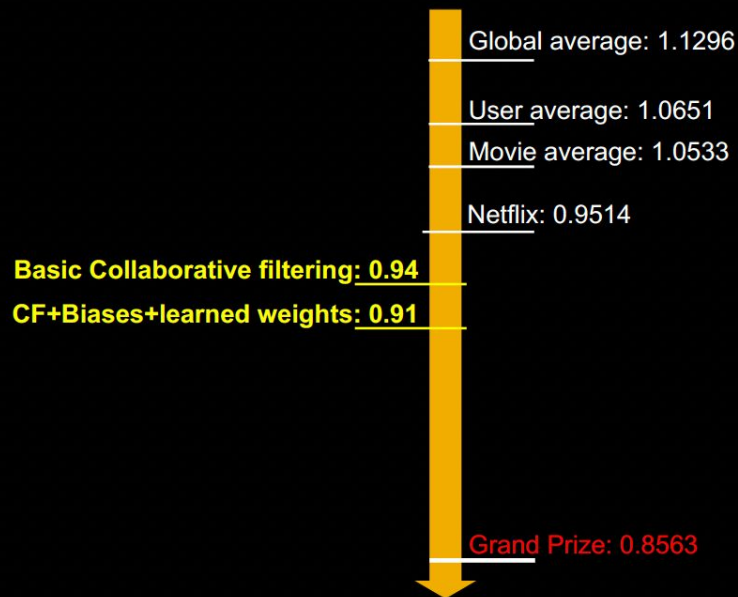 Global average: 1.1296
User average: 1.0651
Movie average: 1.0533
Netflix: 0.9514
Basic Collaborative filtering: 0.94
CF+Biases+learned weights: 0.91
Grand Prize: 0.8563